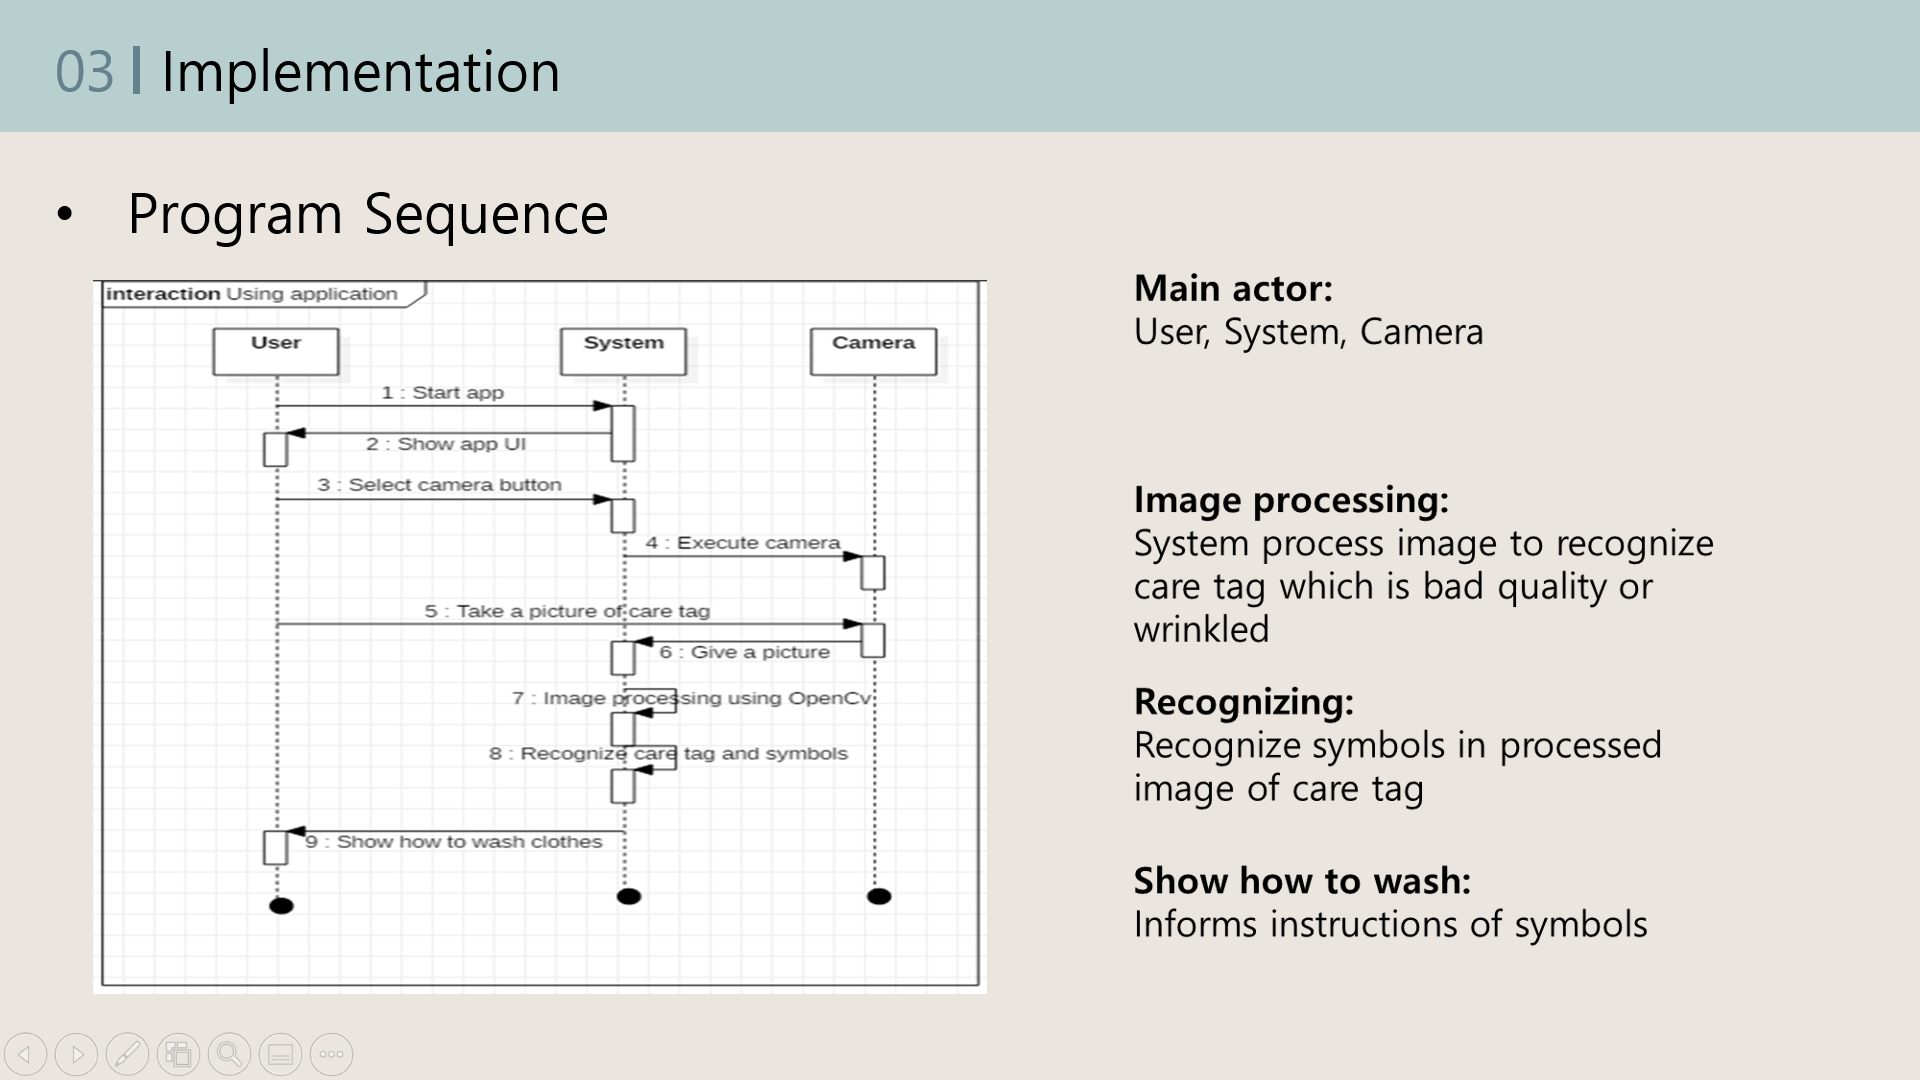 03 Implementation
• Program Sequence
interaction Using application
User
System
Camera
1 : Start app
2 : Show app UI
3 : Select camera button
4 : Execute camera
5 : Take a picture of care tag
6 : Give a picture
7 : Image processing using OpenCv
8 : Recognize care tag and symbols
9 : Show how to wash clothes
Main actor:
User, System, Camera
Image processing:
System process image to recognize
care tag which is bad quality or
wrinkled
Recognizing:
Recognize symbols in processed
image of care tag
Show how to wash:
Informs instructions of symbols